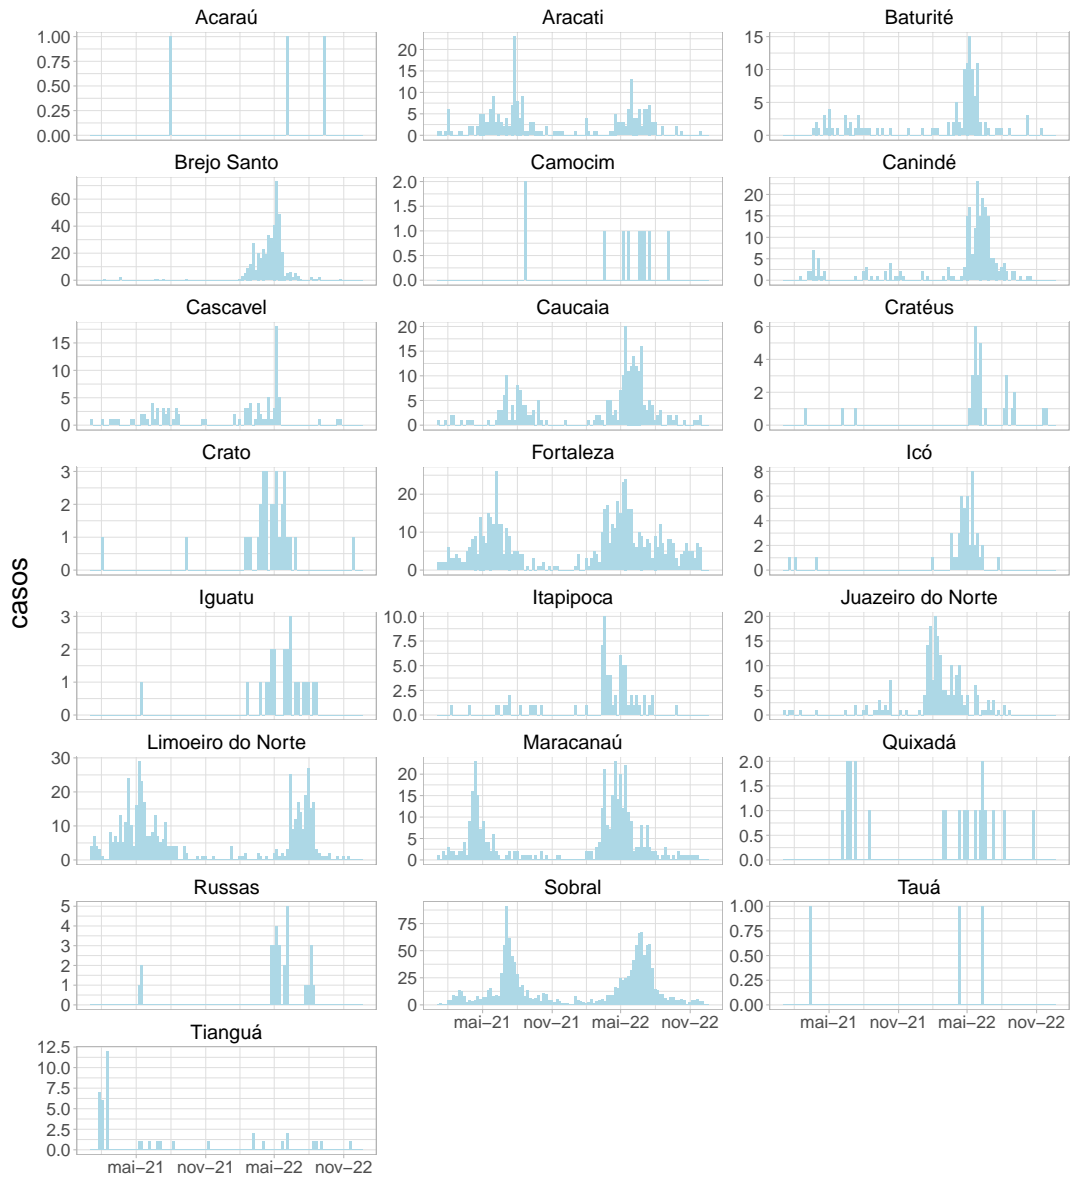 Acaraú Aracati Baturité
1.00 0.75 0.50 0.25 0.00
20 15 10 5 0
15 10 5 0
Brejo Santo Camocim Canindé
60 40 20 0
2.0 1.5 1.0 0.5 0.0
20 15 10 5 0
Cascavel Caucaia Cratéus
15 10 5 0
20 15 10 5 0
6 4 2 0
Crato Fortaleza Icó
3 2 1 0
20 10 0
8 6 4 2 0
casos
Iguatu Itapipoca Juazeiro do Norte
3 2 1 0
10.0 7.5 5.0 2.5 0.0
20 15 10 5 0
Limoeiro do Norte Maracanaú Quixadá
30 20 10 0
20 15 10 5 0
2.0 1.5 1.0 0.5 0.0
Russas Sobral Tauá
5 4 3 2 1 0
75 50 25 0
1.00 0.75 0.50 0.25 0.00
mai−21 nov−21 mai−22 nov−22
mai−21 nov−21 mai−22 nov−22
Tianguá
12.5 10.0 7.5 5.0 2.5 0.0
mai−21 nov−21 mai−22 nov−22